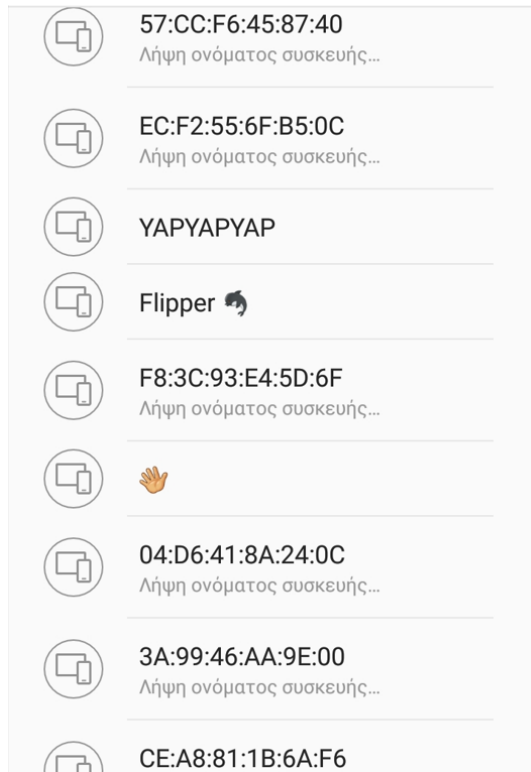 57:CC:F6:45:87:40
Λήψη ονόματος συσκευής...
EC:F2:55:6F:B5:0C
Λήψη ονόματος συσκευής...
YAPYAPYAP
Flipper 🐬
F8:3C:93:E4:5D:6F
Λήψη ονόματος συσκευής...
👋🏼
04:D6:41:8A:24:0C
Λήψη ονόματος συσκευής...
3A:99:46:AA:9E:00
Λήψη ονόματος συσκευής...
CE:A8:81:1B:6A:F6